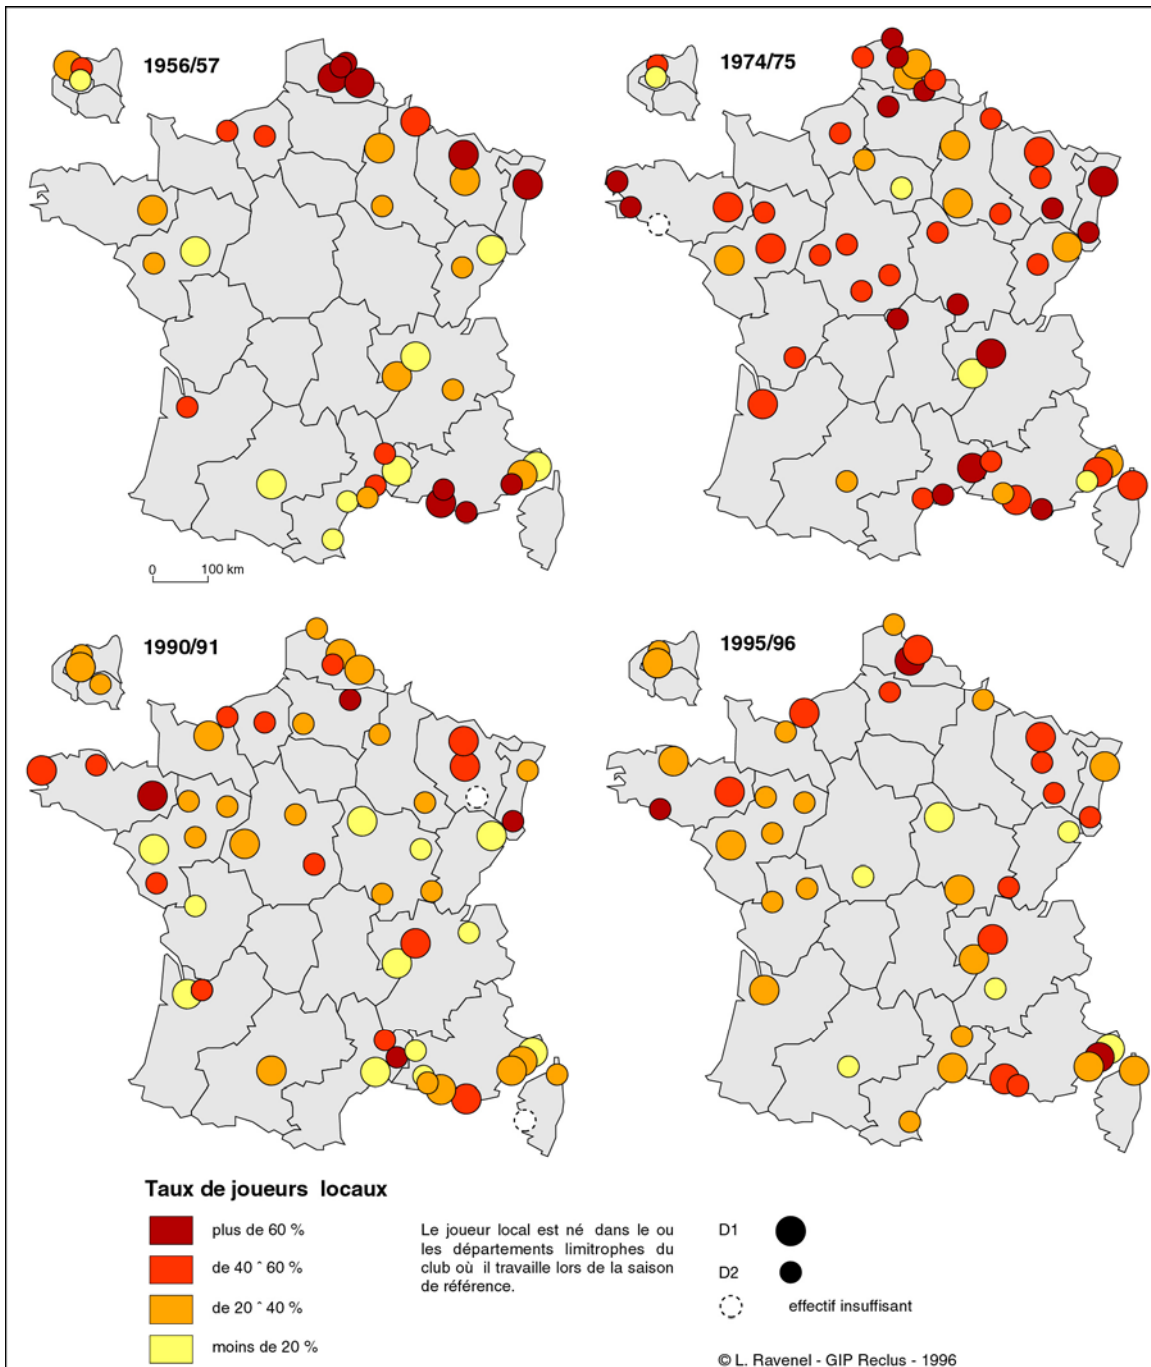 1956/57
1974/75
0 100 km
1990/91
1995/96
Taux de joueurs locaux
plus de 60 %
de 40 ˆ 60 %
de 20 ˆ 40 %
moins de 20 %
Le joueur local est né dans le ou
les départements limitrophes du
club où il travaille lors de la saison
de référence.
D1
D2
effectif insuffisant
© L. Ravenel - GIP Reclus - 1996